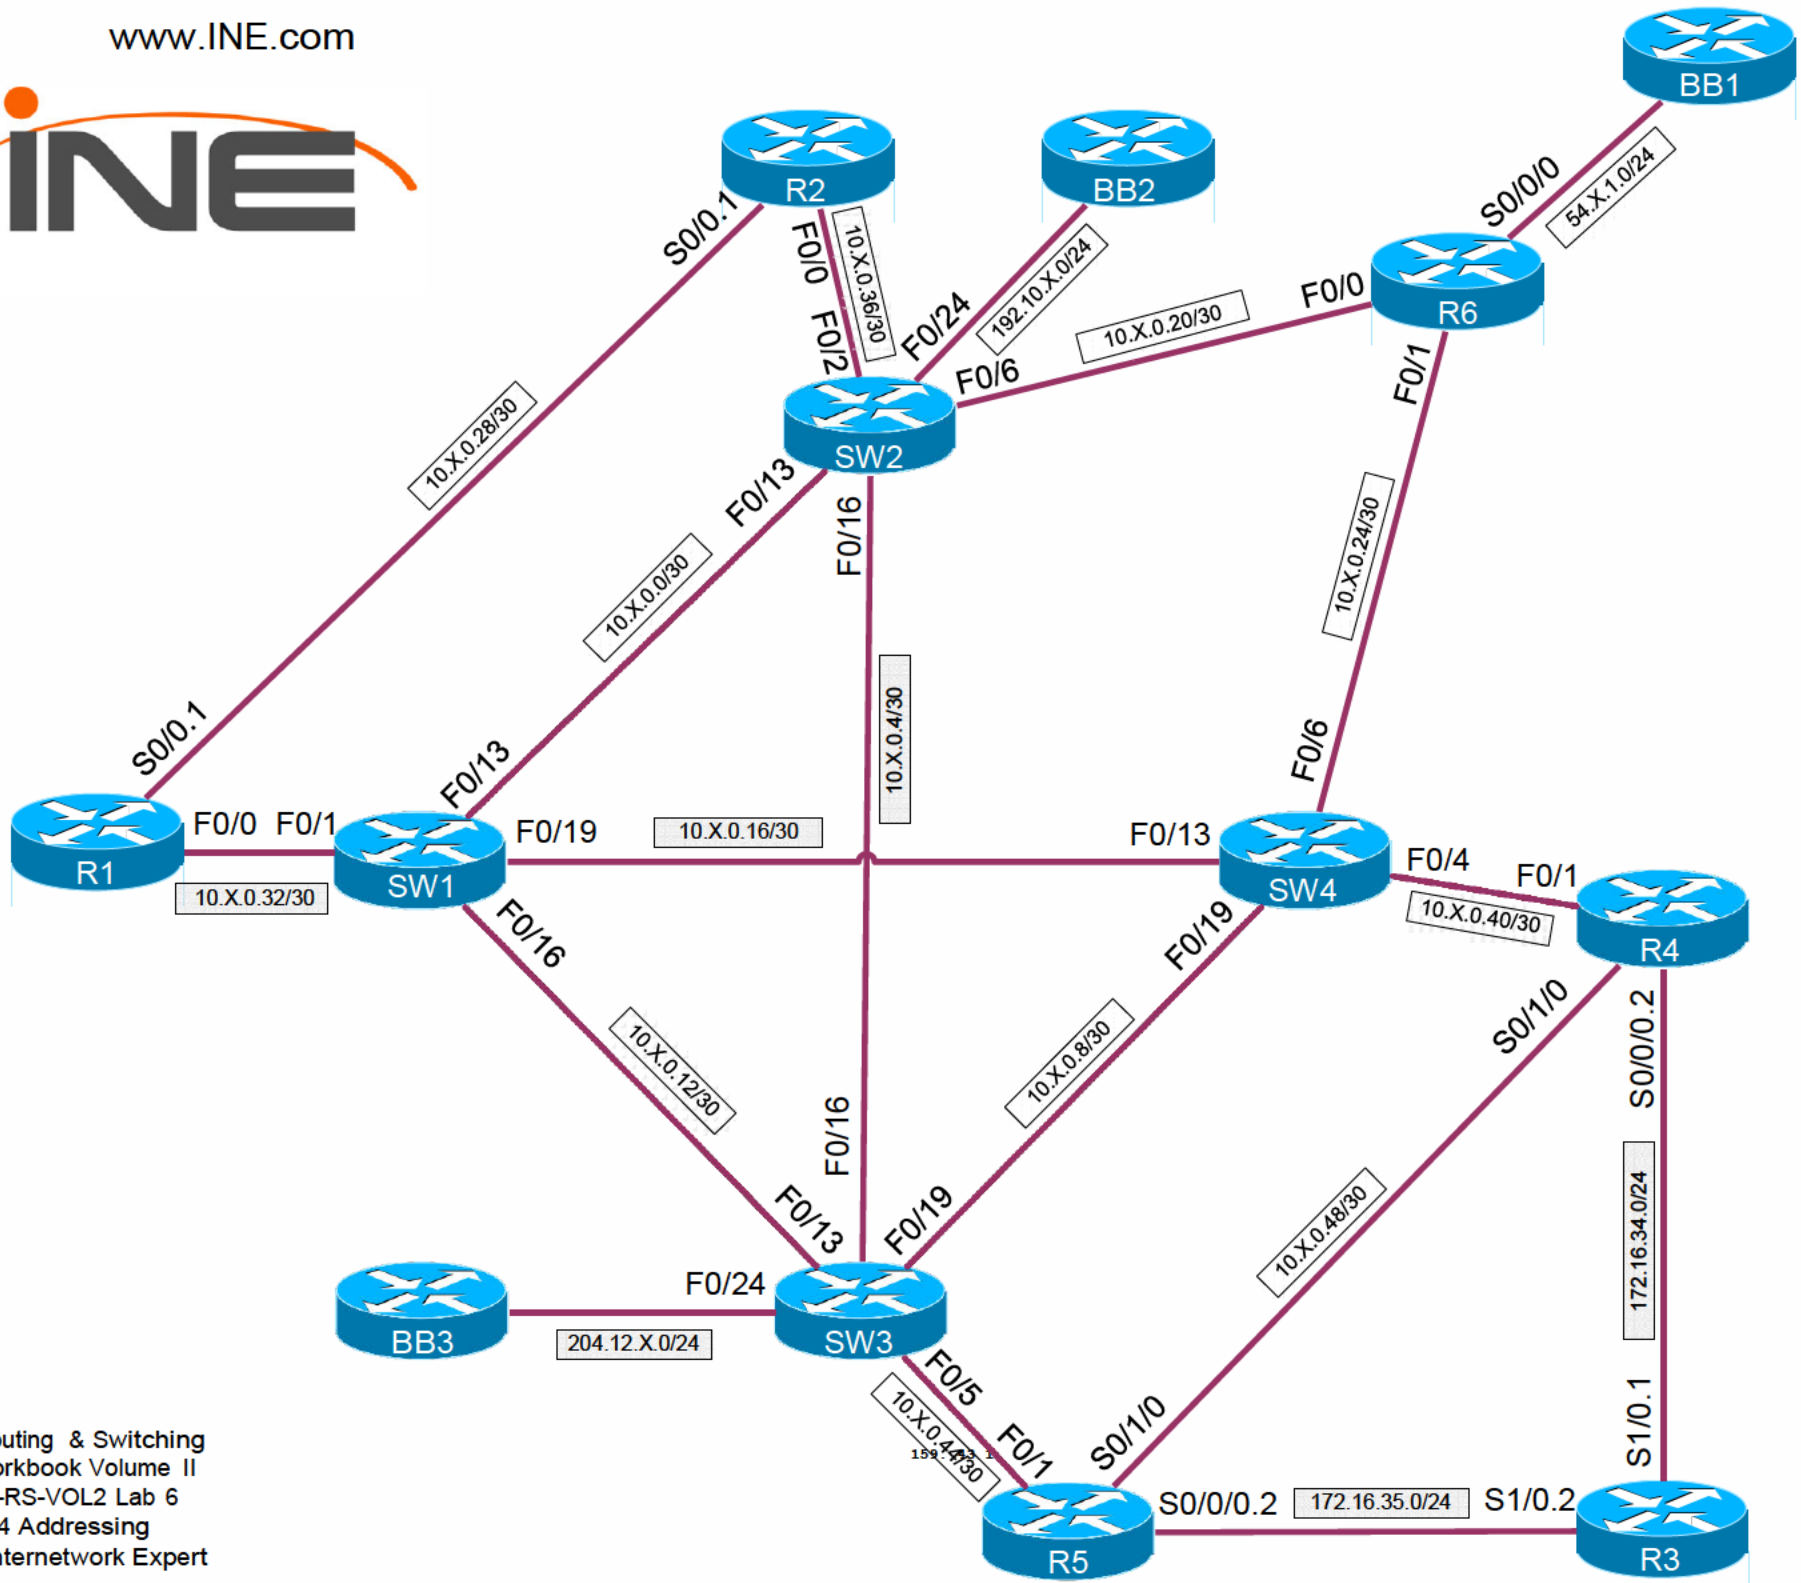 www.INE.com
iNE
BB1
R2
BB2
S0/0/0
54.X.1.0/24
S0/0.1
F0/0
10.X.0.36/30
F0/2
F0/24
192.10.X.0/24
F0/6
10.X.0.20/30
F0/0
R6
F0/1
10.X.0.28/30
SW2
F0/13
F0/16
10.X.0.0/30
10.X.0.24/30
10.X.0.4/30
S0/0.1
F0/13
F0/6
R1
F0/0
F0/1
10.X.0.32/30
SW1
F0/19
10.X.0.16/30
F0/13
SW4
F0/4
F0/1
10.X.0.40/30
R4
F0/16
F0/19
S0/1/0
S0/0/0.2
10.X.0.12/30
10.X.0.8/30
F0/16
10.X.0.48/30
172.16.34.0/24
F0/13
F0/19
BB3
F0/24
204.12.X.0/24
SW3
F0/5
10.X.0.44/30
F0/1
S0/1/0
S1/0.1
R5
S0/0/0.2
172.16.35.0/24
S1/0.2
R3
uting & Switching
rkbook Volume II
-RS-VOL2 Lab 6
4 Addressing
nternetwork Expert